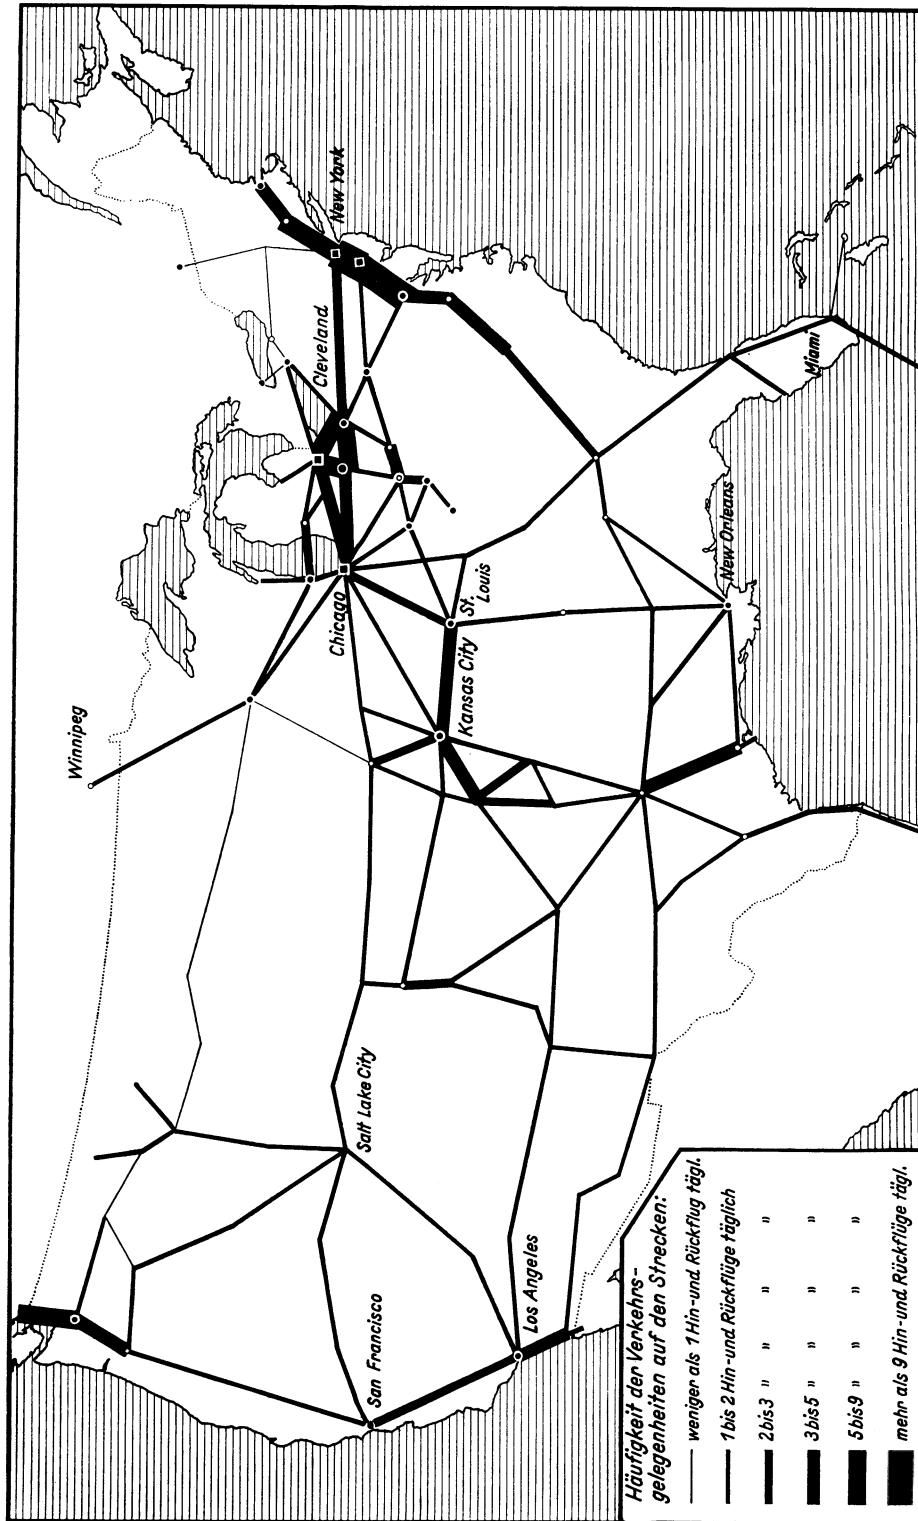 Winnipeg
New York
Cleveland
Chicago
St. Louis
Kansas City
Salt Lake City
San Francisco
Los Angeles
New Orleans
Miami
Häufigkeit der Verkehrs-
gelegenheiten auf den Strecken:
weniger als 1 Hin-und Rückflug tägl.
1 bis 2 Hin-und Rückflüge täglich
2 bis 3 " " " "
3 bis 5 " " " "
5 bis 9 " " " "
mehr als 9 Hin-und Rückflüge tägl.